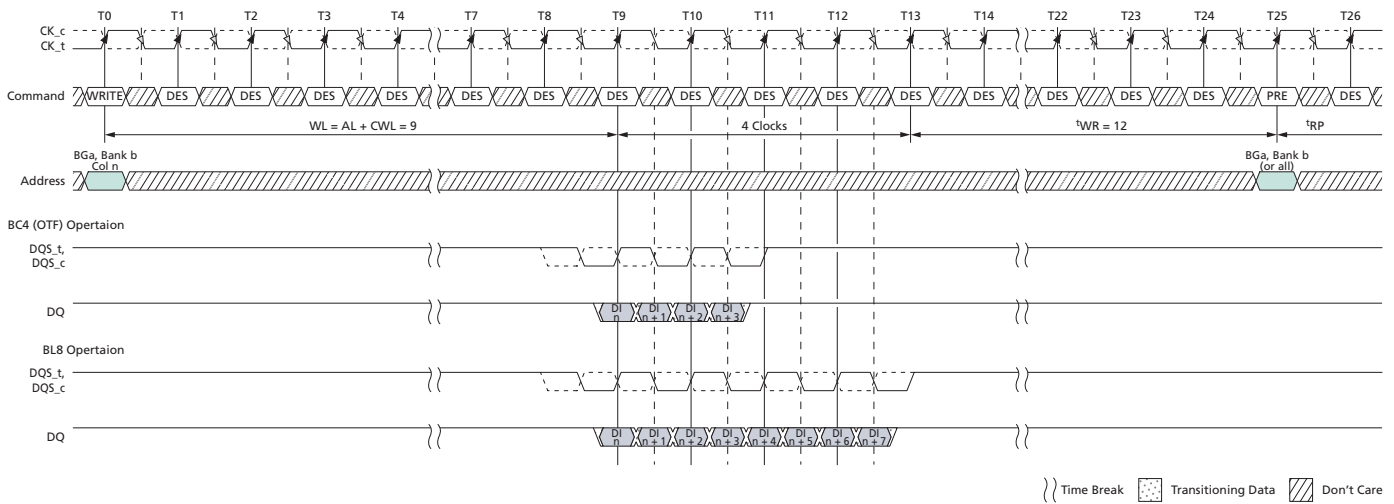 T0 T1 T2 T3 T4 T7 T8 T9 T10 T11 T12 T13 T14 T22 T23 T24 T25 T26
CK_c
CK_t
Command WRITE DES DES DES DES DES DES DES DES DES DES DES DES DES DES DES PRE DES
WL = AL + CWL = 9 4 Clocks tWR = 12 tRP
BGa, Bank b
Col n
BGa, Bank b
(or all)
Address
BC4 (OTF) Opertaion
DQS_t,
DQS_c
DQ DI n DI n + 1 DI n + 2 DI n + 3
BL8 Opertaion
DQS_t,
DQS_c
DQ DI n DI n + 1 DI n + 2 DI n + 3 DI n + 4 DI n + 5 DI n + 6 DI n + 7
Time Break Transitioning Data Don't Care